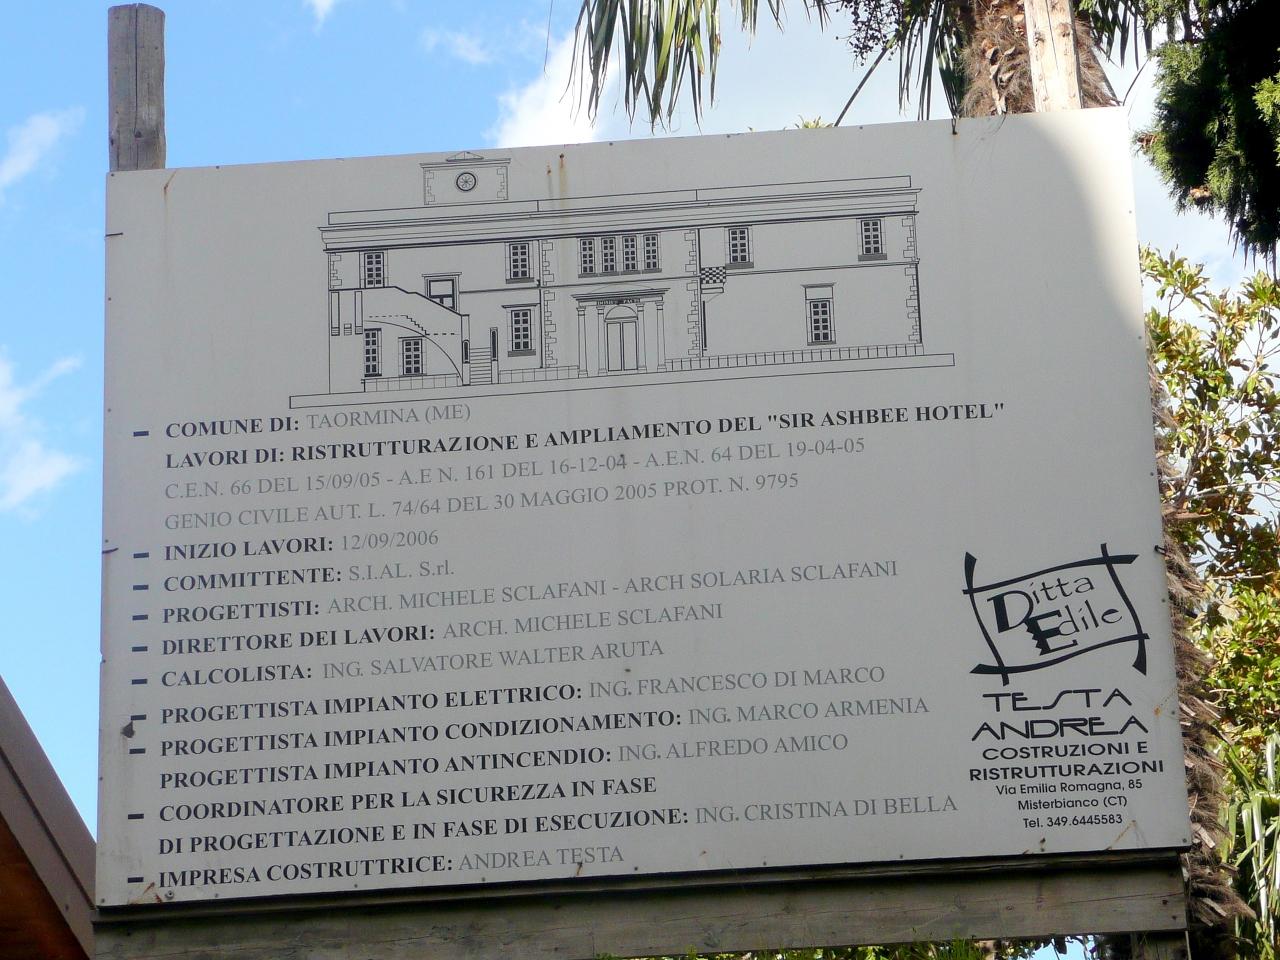 COMUNE DI: TAORMINA (ME)
LAVORI DI: RISTRUTTURAZIONE E AMPLIAMENTO DEL "SIR ASHBEE HOTEL"
C.E.N. 66 DEL 15/09/05 - A.E N. 161 DEL 16-12-04 - A.E.N. 64 DEL 19-04-05
GENIO CIVILE AUT. L. 74/64 DEL 30 MAGGIO 2005 PROT. N. 9795
INIZIO LAVORI: 12/09/2006
COMMITTENTE: S.I.AL. S.rl.
PROGETTISTI: ARCH. MICHELE SCLAFANI - ARCH SOLARIA SCLAFANI
DIRETTORE DEI LAVORI: ARCH. MICHELE SCLAFANI
CALCOLISTA: ING. SALVATORE WALTER ARUTA
PROGETTISTA IMPIANTO ELETTRICO: ING. FRANCESCO DI MARCO
PROGETTISTA IMPIANTO CONDIZIONAMENTO: ING. MARCO ARMENIA
PROGETTISTA IMPIANTO ANTINCENDIO: ING. ALFREDO AMICO
COORDINATORE PER LA SICUREZZA IN FASE
DI PROGETTAZIONE E IN FASE DI ESECUZIONE: ING. CRISTINA DI BELLA
IMPRESA COSTRUTTRICE: ANDREA TESTA
Ditta
Edile
TESTA
ANDREA
COSTRUZIONI E
RISTRUTTURAZIONI
Via Emilia Romagna, 85
Misterbianco (CT)
Tel. 349.6445583